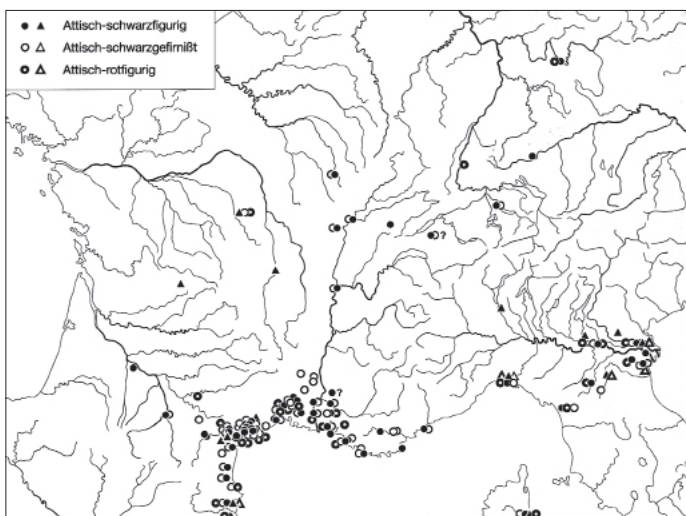 Attisch-schwarzfigurig
Attisch-schwarzgefirnißt
Attisch-rotfigurig
?
?